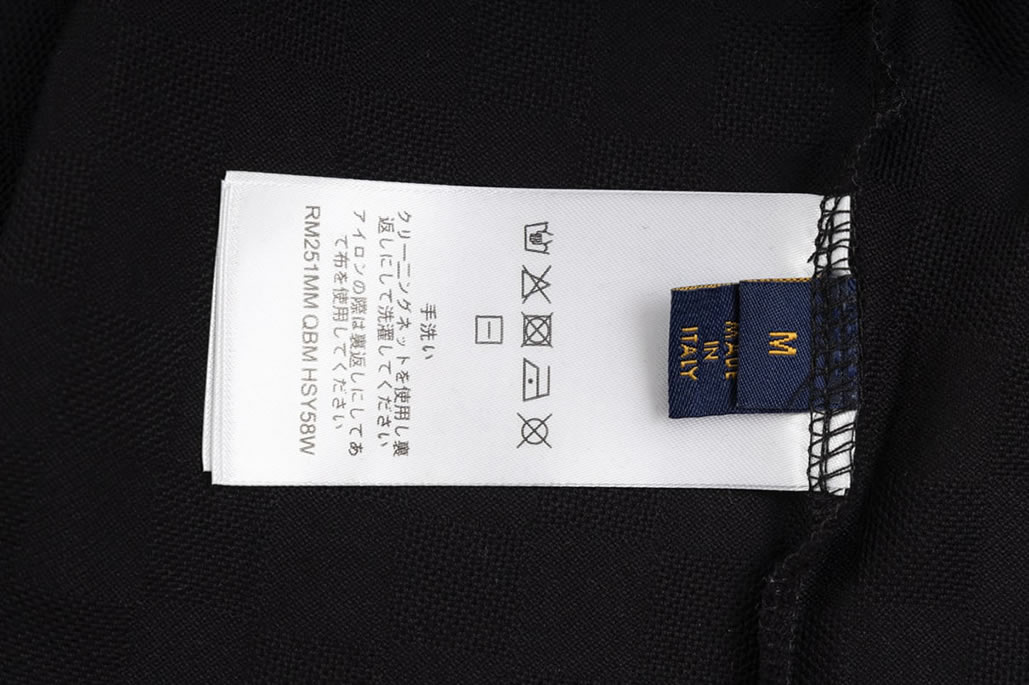 手洗い
クリーニングネットを使用し裏
返しにして洗濯してください
アイロンの際は裏返しにしてあ
て布を使用してください
RM251MM QBM HSY58W
M
MADE
IN
ITALY